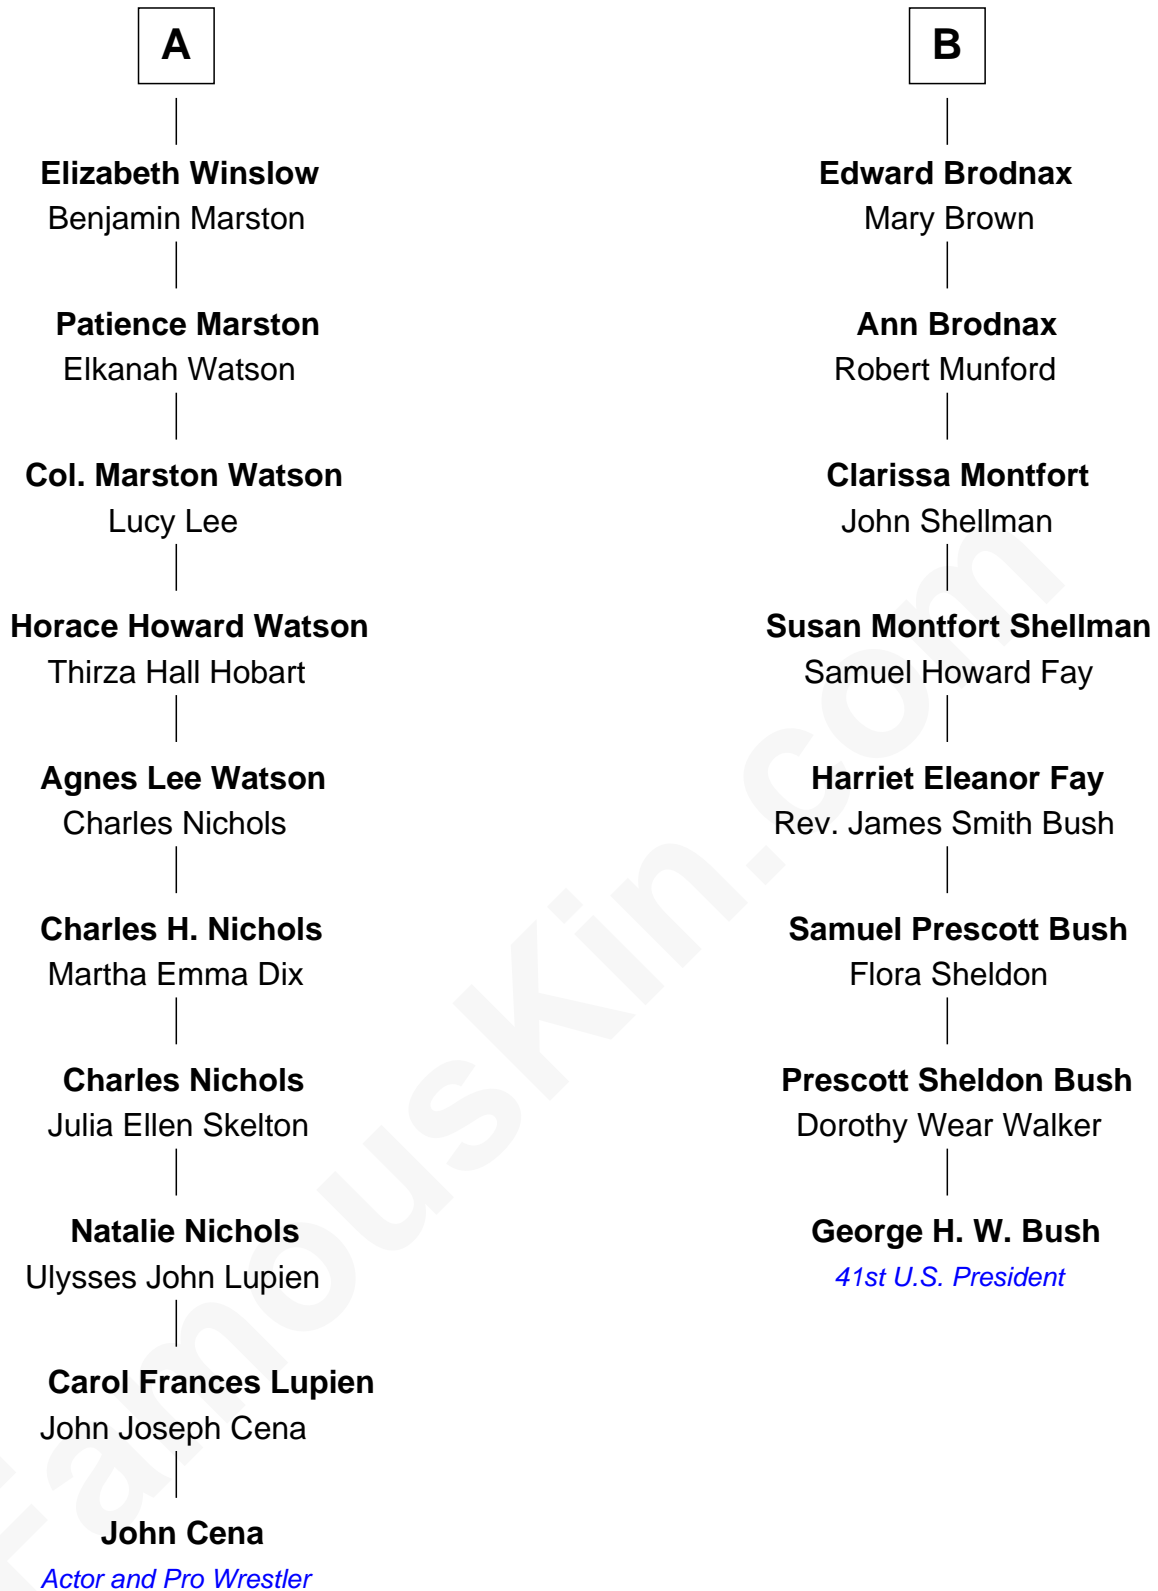 A
Elizabeth Winslow
Benjamin Marston
Patience Marston
Elkanah Watson
Col. Marston Watson
Lucy Lee
Horace Howard Watson
Thirza Hall Hobart
Agnes Lee Watson
Charles Nichols
Charles H. Nichols
Martha Emma Dix
Charles Nichols
Julia Ellen Skelton
Natalie Nichols
Ulysses John Lupien
Carol Frances Lupien
John Joseph Cena
John Cena
Actor and Pro Wrestler
B
Edward Brodnax
Mary Brown
Ann Brodnax
Robert Munford
Clarissa Montfort
John Shellman
Susan Montfort Shellman
Samuel Howard Fay
Harriet Eleanor Fay
Rev. James Smith Bush
Samuel Prescott Bush
Flora Sheldon
Prescott Sheldon Bush
Dorothy Wear Walker
George H. W. Bush
41st U.S. President
FamousKin.com